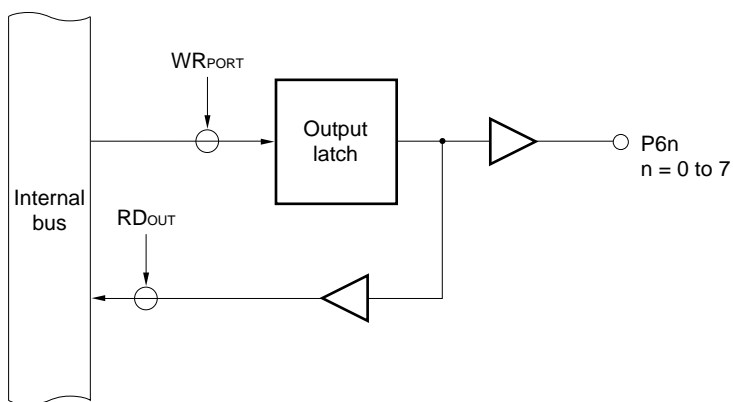 WRPORT
Output
latch
P6n
n = 0 to 7
Internal
bus
RDOUT